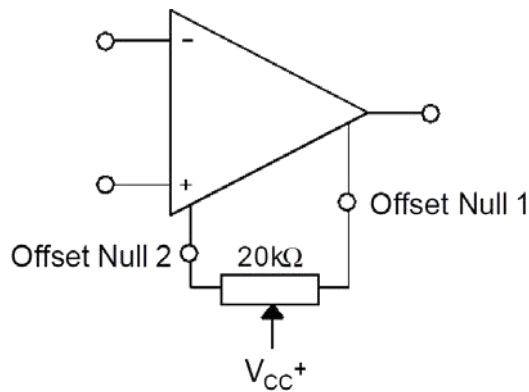 -
+
Offset Null 1
Offset Null 2
20kΩ
VCC+